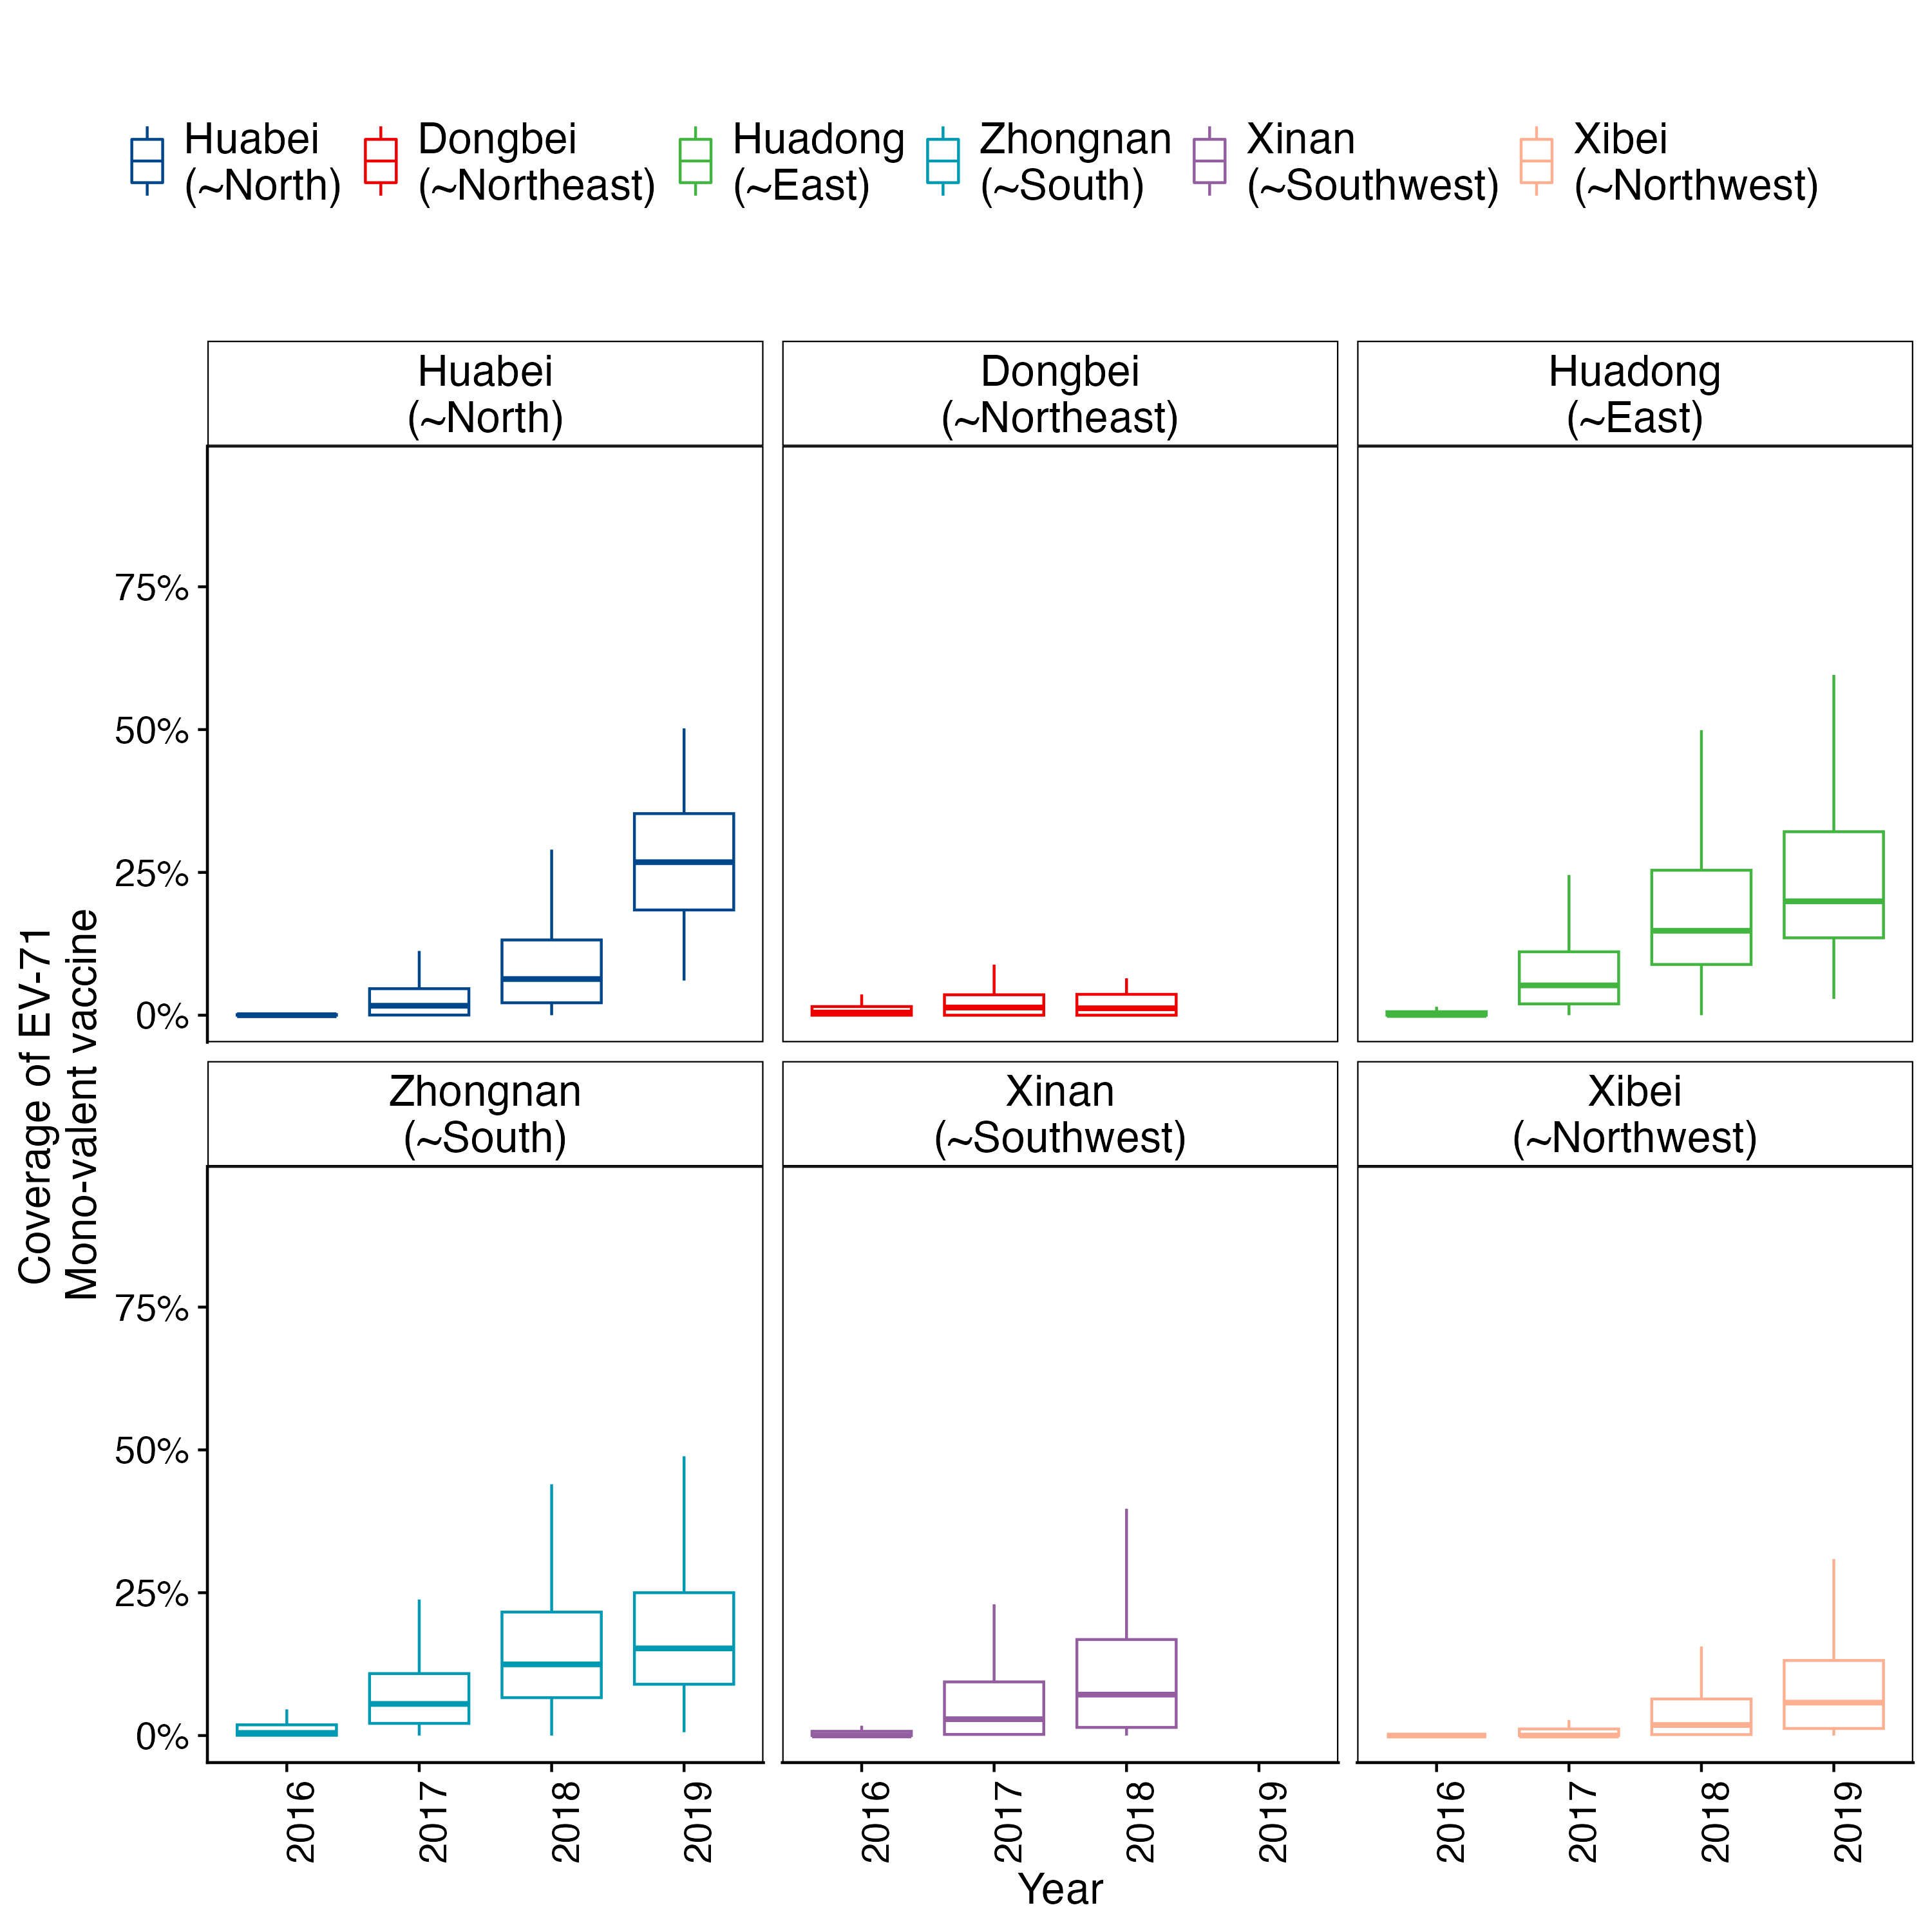 Huabei
(~North)
Dongbei
(~Northeast)
Huadong
(~East)
Zhongnan
(~South)
Xinan
(~Southwest)
Xibei
(~Northwest)
Coverage of EV-71
Mono-valent vaccine
Huabei
(~North)
Dongbei
(~Northeast)
Huadong
(~East)
75%
50%
25%
0%
Zhongnan
(~South)
Xinan
(~Southwest)
Xibei
(~Northwest)
75%
50%
25%
0%
2016
2017
2018
2019
2016
2017
2018
2019
2016
2017
2018
2019
Year